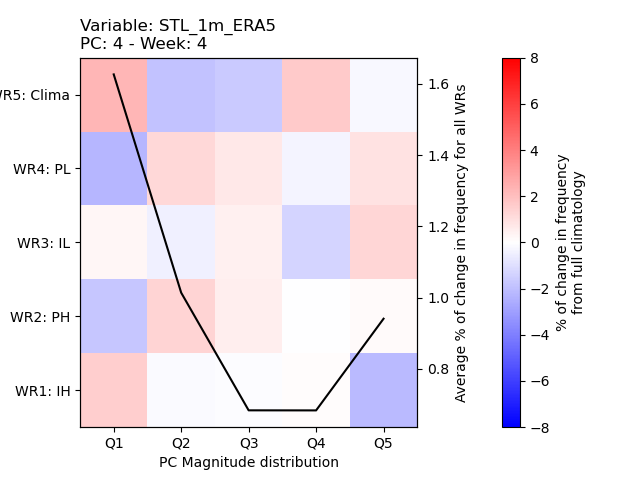 Variable: STL_1m_ERA5
PC: 4 - Week: 4
WR5: Clima
WR4: PL
WR3: IL
WR2: PH
WR1: IH
Q1 Q2 Q3 Q4 Q5
PC Magnitude distribution
1.6
1.4
1.2
1.0
0.8
Average % of change in frequency for all WRs
8
6
4
2
0
−2
−4
−6
−8
% of change in frequency
from full climatology